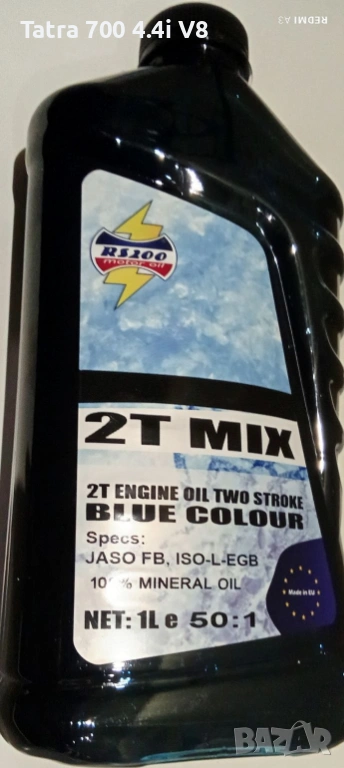 Tatra 700 4.4i V8
REDMI A3
RS200
motor oil
2T MIX
2T ENGINE OIL TWO STROKE
BLUE COLOUR
Specs:
JASO FB, ISO-L-EGB
100% MINERAL OIL
Made in EU
NET: 1L e 50:1
BAZAR